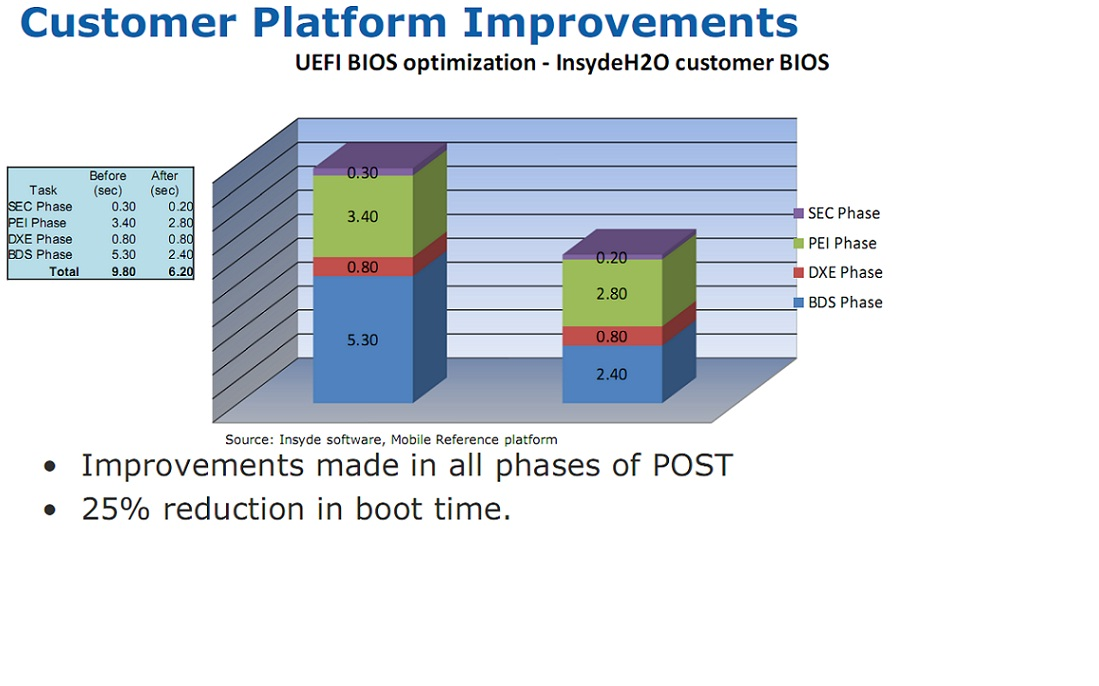 Customer Platform Improvements
UEFI BIOS optimization - InsydeH2O customer BIOS
Task Before (sec) After (sec)
SEC Phase 0.30 0.20
PEI Phase 3.40 2.80
DXE Phase 0.80 0.80
BDS Phase 5.30 2.40
Total 9.80 6.20
0.30
3.40
0.80
5.30
0.20
2.80
0.80
2.40
SEC Phase
PEI Phase
DXE Phase
BDS Phase
Source: Insyde software, Mobile Reference platform
• Improvements made in all phases of POST
• 25% reduction in boot time.